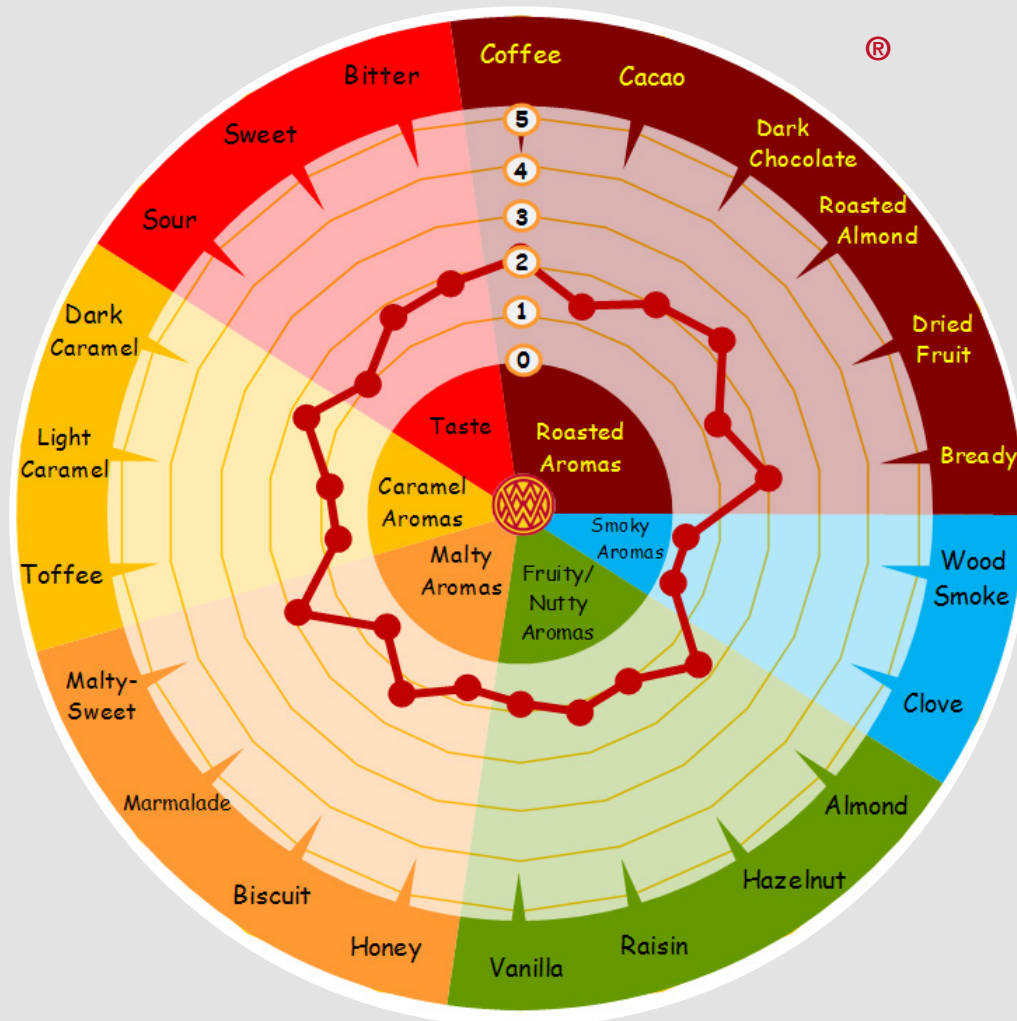 ®
Coffee
Cacao
Dark
Chocolate
Roasted
Almond
Dried
Fruit
Bready
Wood
Smoke
Clove
Almond
Hazelnut
Raisin
Vanilla
Honey
Biscuit
Marmalade
Malty-
Sweet
Toffee
Light
Caramel
Dark
Caramel
Sour
Sweet
Bitter
5
4
3
2
1
0
Taste
Roasted
Aromas
Caramel
Aromas
Smoky
Aromas
Malty
Aromas
Fruity/
Nutty
Aromas